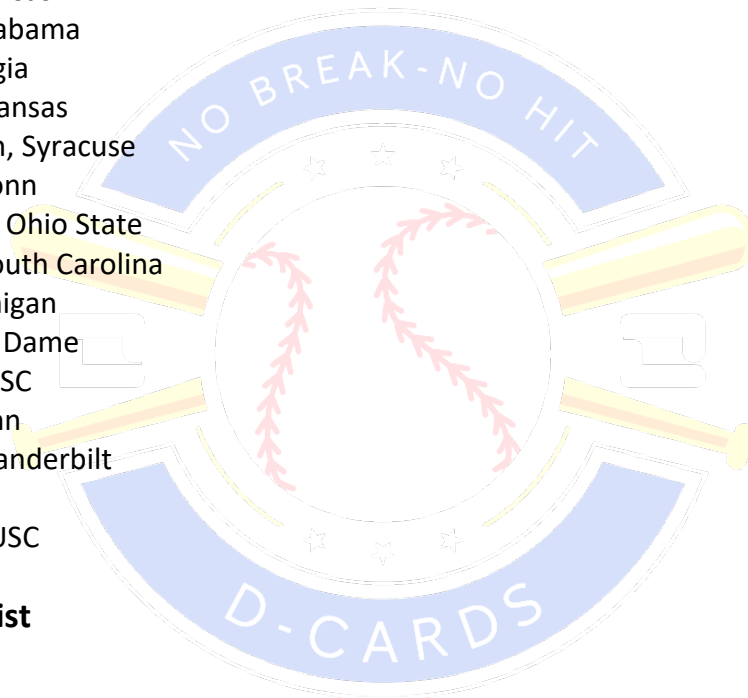 abama
gia
ansas
n, Syracuse
onn
Ohio State
outh Carolina
nigan
Dame
SC
an
anderbilt
USC
ist
NO BREAK-NO HIT
D-CARDS